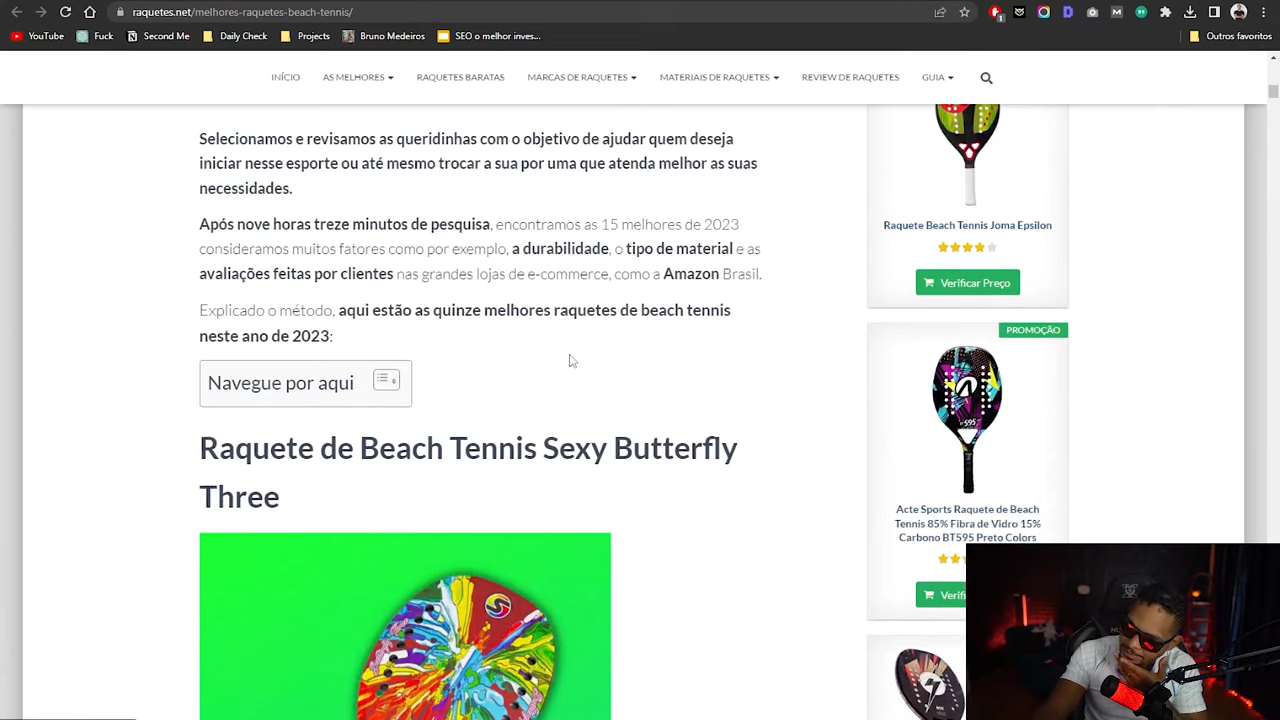 raquetes.net/melhores-beach-tennis/
YouTube
Fuck
Second Me
Daily Check
Projects
Bruno Medeiros
SEO o melhor inves...
Outros favoritos
INÍCIO
AS MELHORES
RAQUETES BARATAS
MARCAS DE RAQUETES
MATERIAIS DE RAQUETES
REVIEW DE RAQUETES
GUIA
Selecionamos e revisamos as queridinhas com o objetivo de ajudar quem deseja
iniciar nesse esporte ou até mesmo trocar a sua por uma que atenda melhor as suas
necessidades.
Após nove horas treze minutos de pesquisa, encontramos as 15 melhores de 2023
consideramos muitos fatores como por exemplo, a durabilidade, o tipo de material e as
avaliações feitas por clientes nas grandes lojas de e-commerce, como a Amazon Brasil.
Explicado o método, aqui estão as quinze melhores raquetes de beach tennis
neste ano de 2023:
Navegue por aqui
Raquete de Beach Tennis Sexy Butterfly
Three
Raquete Beach Tennis Joma Epsilon
Verificar Preço
PROMOÇÃO
Acte Sports Raquete de Beach
Tennis 85% Fibra de Vidro 15%
Carbono BT595 Preto Colors
Verifi